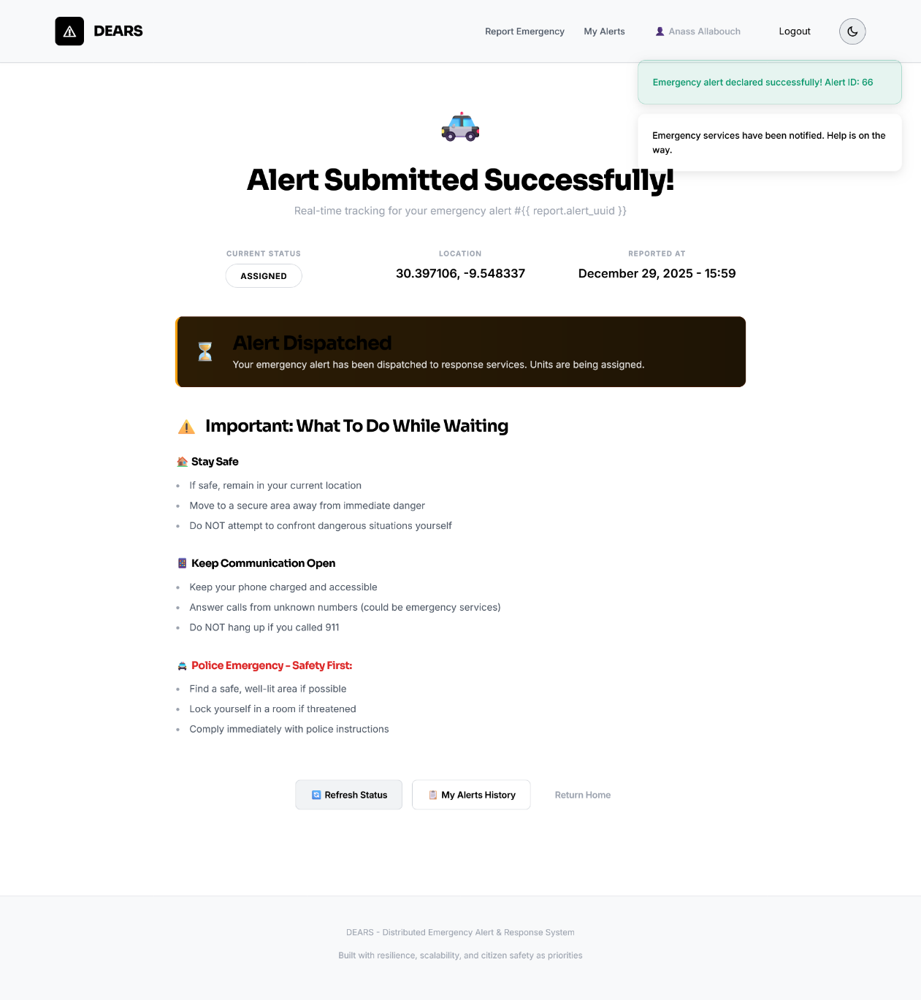 DEARS
Report Emergency
My Alerts
Anass Allabouch
Logout
Emergency alert declared successfully! Alert ID: 66
Emergency services have been notified. Help is on the
way.
Alert Submitted Successfully!
Real-time tracking for your emergency alert #{{ report.alert_uuid }}
CURRENT STATUS
ASSIGNED
LOCATION
30.397106, -9.548337
REPORTED AT
December 29, 2025 - 15:59
Alert Dispatched
Your emergency alert has been dispatched to response services. Units are being assigned.
Important: What To Do While Waiting
Stay Safe
• If safe, remain in your current location
• Move to a secure area away from immediate danger
• Do NOT attempt to confront dangerous situations yourself
Keep Communication Open
• Keep your phone charged and accessible
• Answer calls from unknown numbers (could be emergency services)
• Do NOT hang up if you called 911
Police Emergency - Safety First:
• Find a safe, well-lit area if possible
• Lock yourself in a room if threatened
• Comply immediately with police instructions
Refresh Status
My Alerts History
Return Home
DEARS - Distributed Emergency Alert & Response System
Built with resilience, scalability, and citizen safety as priorities